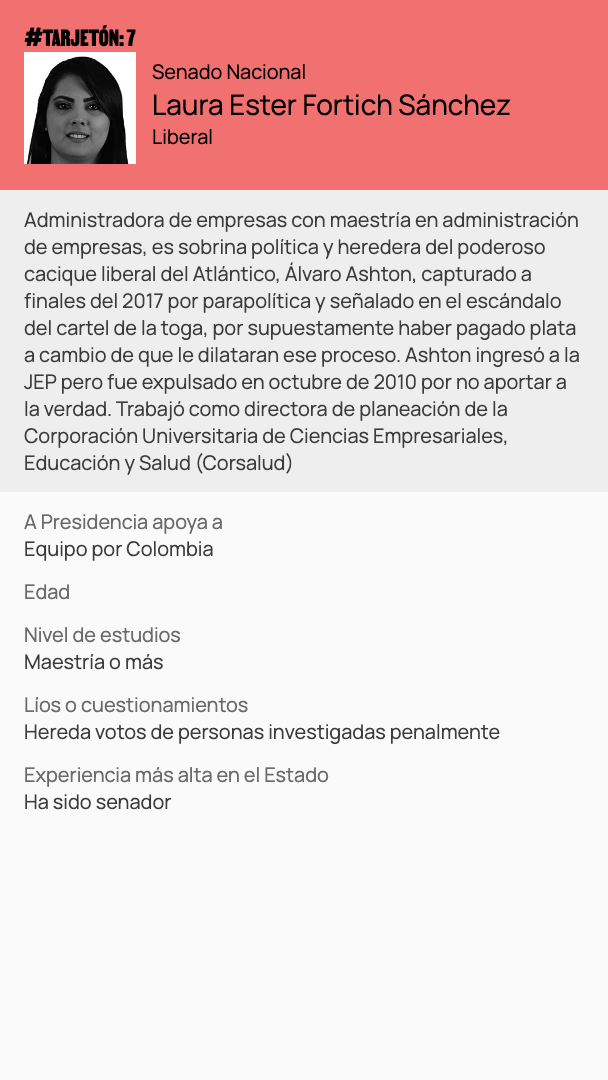 #TARJETÓN: 7
Senado Nacional
Laura Ester Fortich Sánchez
Liberal
Administradora de empresas con maestría en administración
de empresas, es sobrina política y heredera del poderoso
cacique liberal del Atlántico, Álvaro Ashton, capturado a
finales del 2017 por parapolítica y señalado en el escándalo
del cartel de la toga, por supuestamente haber pagado plata
a cambio de que le dilataran ese proceso. Ashton ingresó a la
JEP pero fue expulsado en octubre de 2010 por no aportar a
la verdad. Trabajó como directora de planeación de la
Corporación Universitaria de Ciencias Empresariales,
Educación y Salud (Corsalud)
A Presidencia apoya a
Equipo por Colombia
Edad
Nivel de estudios
Maestría o más
Líos o cuestionamientos
Hereda votos de personas investigadas penalmente
Experiencia más alta en el Estado
Ha sido senador